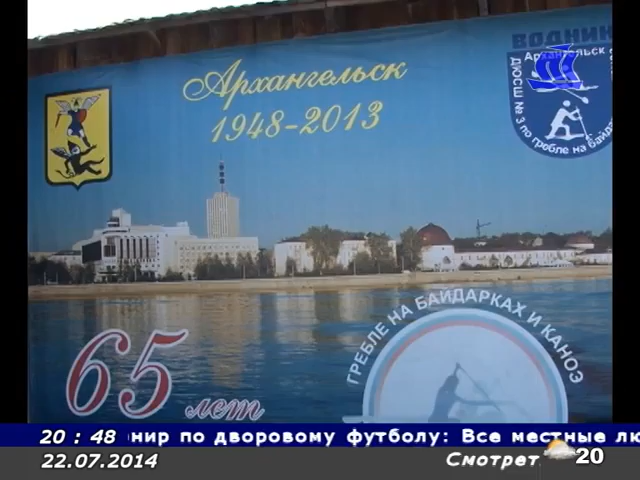 ВОДНИК
Архангельск
Архангельск
1948-2013
ДЮСШ № 3 по гребле на байд
ГРЕБЛЕ НА БАЙДАРКАХ И КАНОЭ
65 лет
20 : 48 нир по дворовому футболу: Все местные лю
22.07.2014 Смотрет 20